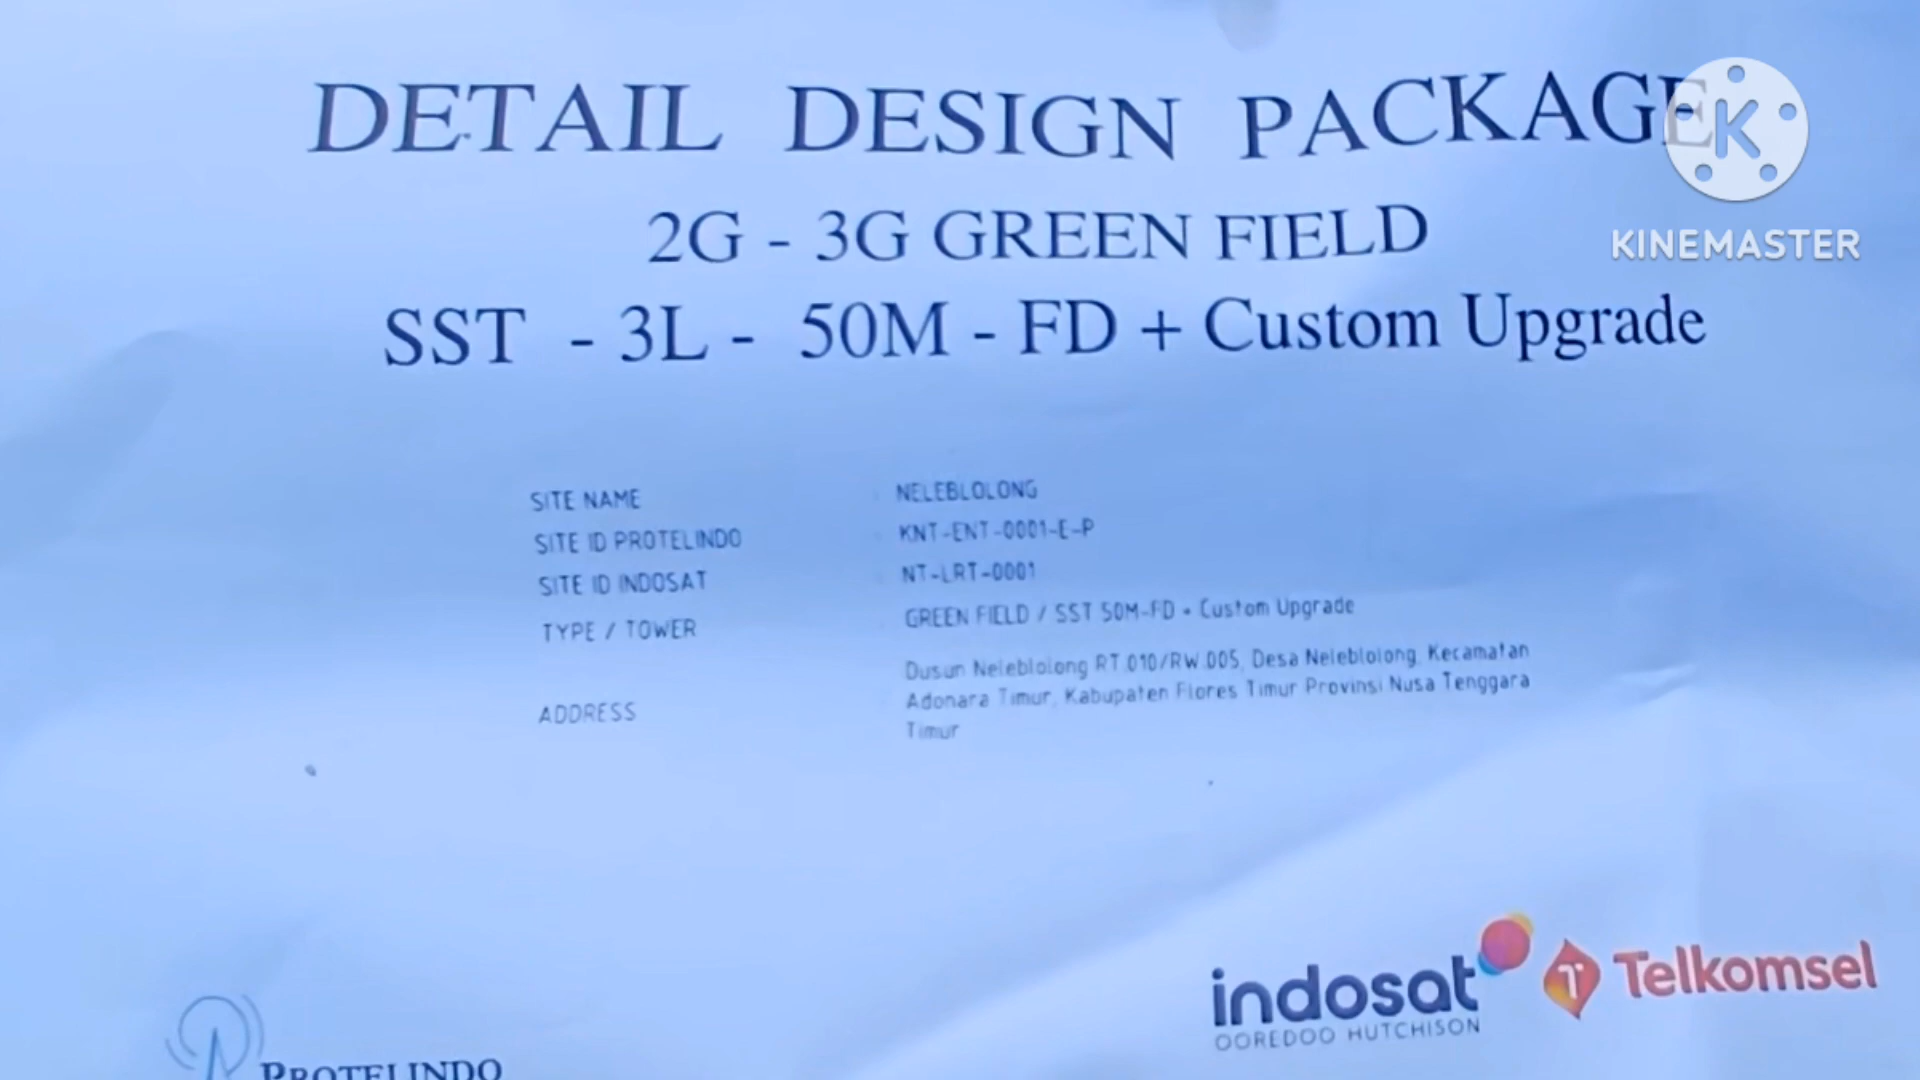 DETAIL DESIGN PACKAGE
2G - 3G GREEN FIELD
SST - 3L - 50M - FD + Custom Upgrade
SITE NAME : NELEBLOLONG
SITE ID PROTELINDO : KNT-ENT-0001-E-P
SITE ID INDOSAT : NT-LRT-0001
TYPE / TOWER : GREEN FIELD / SST 50M-FD + Custom Upgrade
ADDRESS
Dusun Neleblolong RT.010/RW.005, Desa Neleblolong, Kecamatan
Adonara Timur, Kabupaten Flores Timur Provinsi Nusa Tenggara
Timur
K
KINEMASTER
indosat
OOREDOO HUTCHISON
T
Telkomsel
PROTELINDO